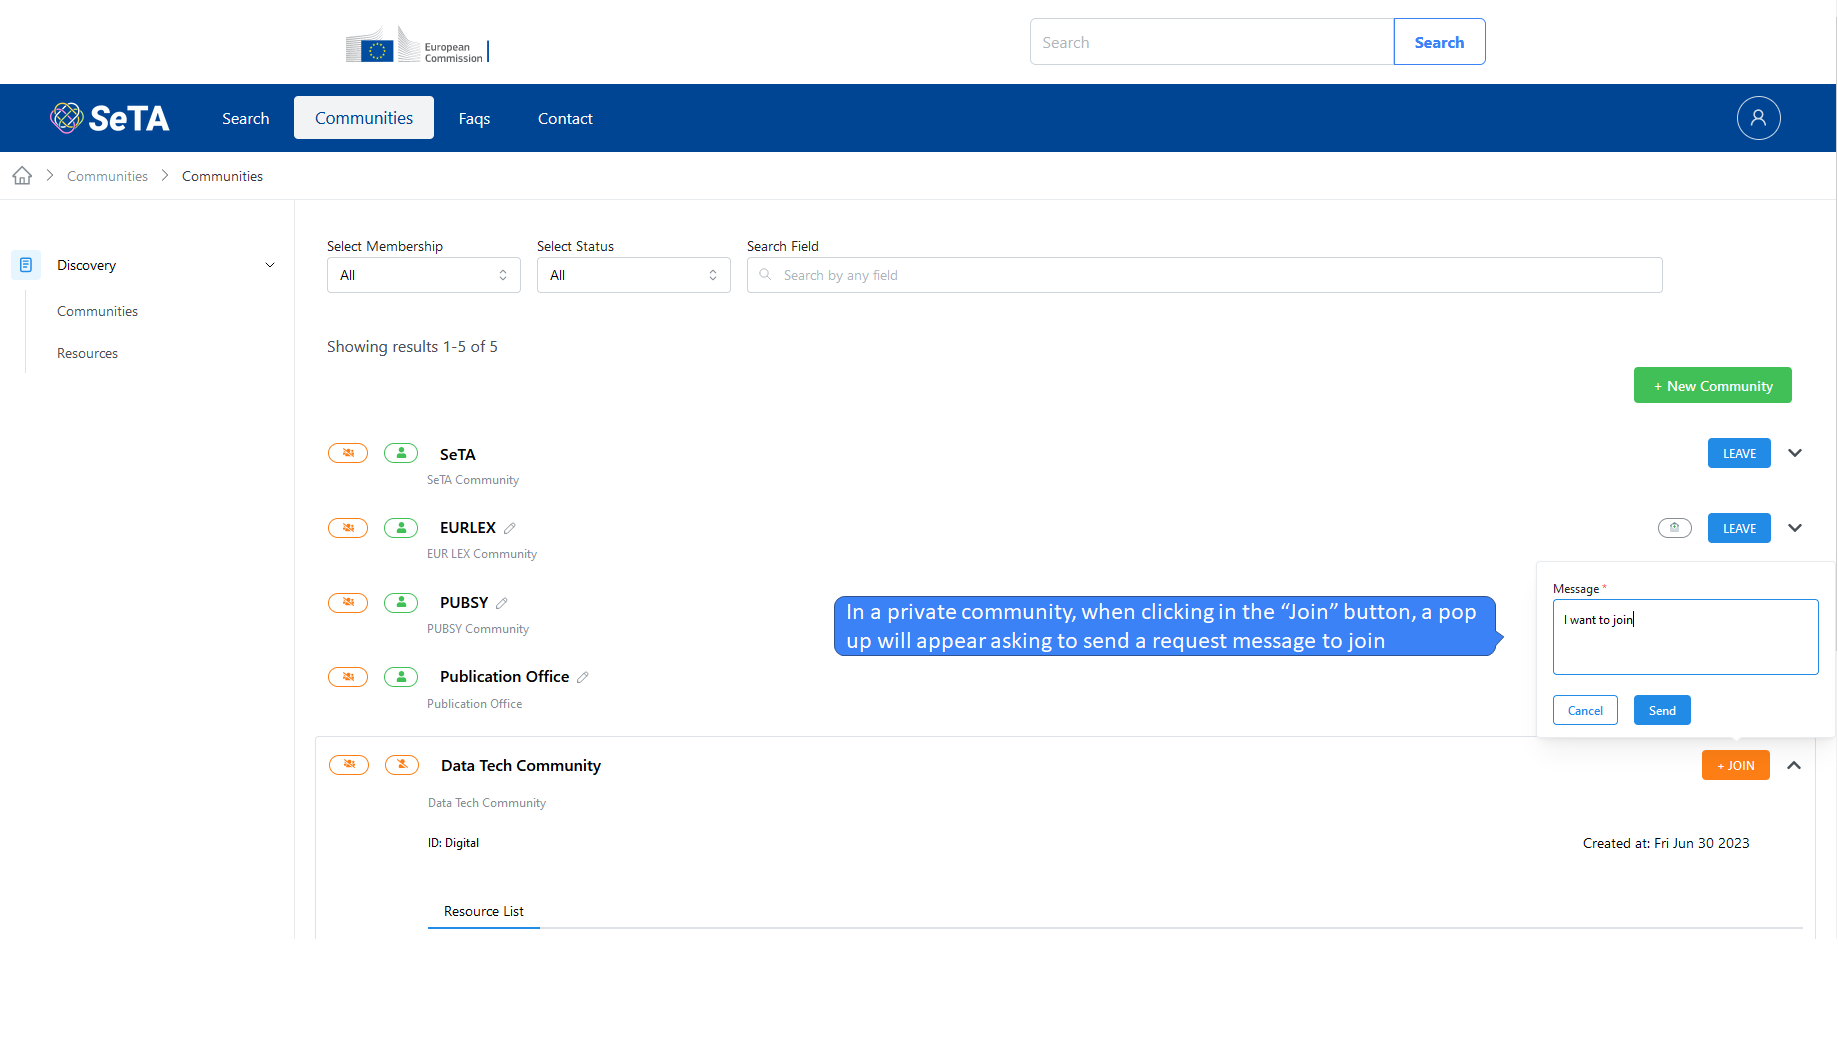 European
Commission
Search
Search
SeTA
Search
Communities
Faqs
Contact
Communities
Communities
Discovery
Communities
Resources
Select Membership
Select Status
Search Field
All
All
Search by any field
Showing results 1-5 of 5
+ New Community
SeTA
LEAVE
SeTA Community
EURLEX
LEAVE
EUR LEX Community
PUBSY
PUBSY Community
In a private community, when clicking in the “Join” button, a pop
up will appear asking to send a request message to join
Message *
I want to join
Cancel
Send
Publication Office
Publication Office
Data Tech Community
+ JOIN
Data Tech Community
ID: Digital
Created at: Fri Jun 30 2023
Resource List